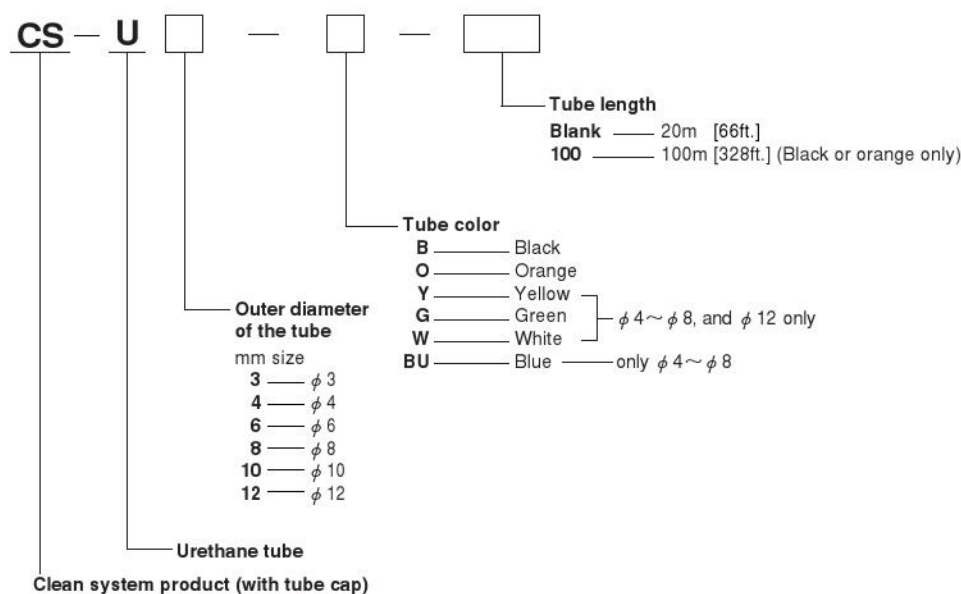 CS — U □ — □ — □
Tube length
Blank —— 20m [66ft.]
100 —— 100m [328ft.] (Black or orange only)
Tube color
B —— Black
O —— Orange
Y —— Yellow
G —— Green
W —— White
φ 4～φ 8, and φ 12 only
BU —— Blue —— only φ 4～φ 8
Outer diameter
of the tube
mm size
3 —— φ 3
4 —— φ 4
6 —— φ 6
8 —— φ 8
10 —— φ 10
12 —— φ 12
Urethane tube
Clean system product (with tube cap)